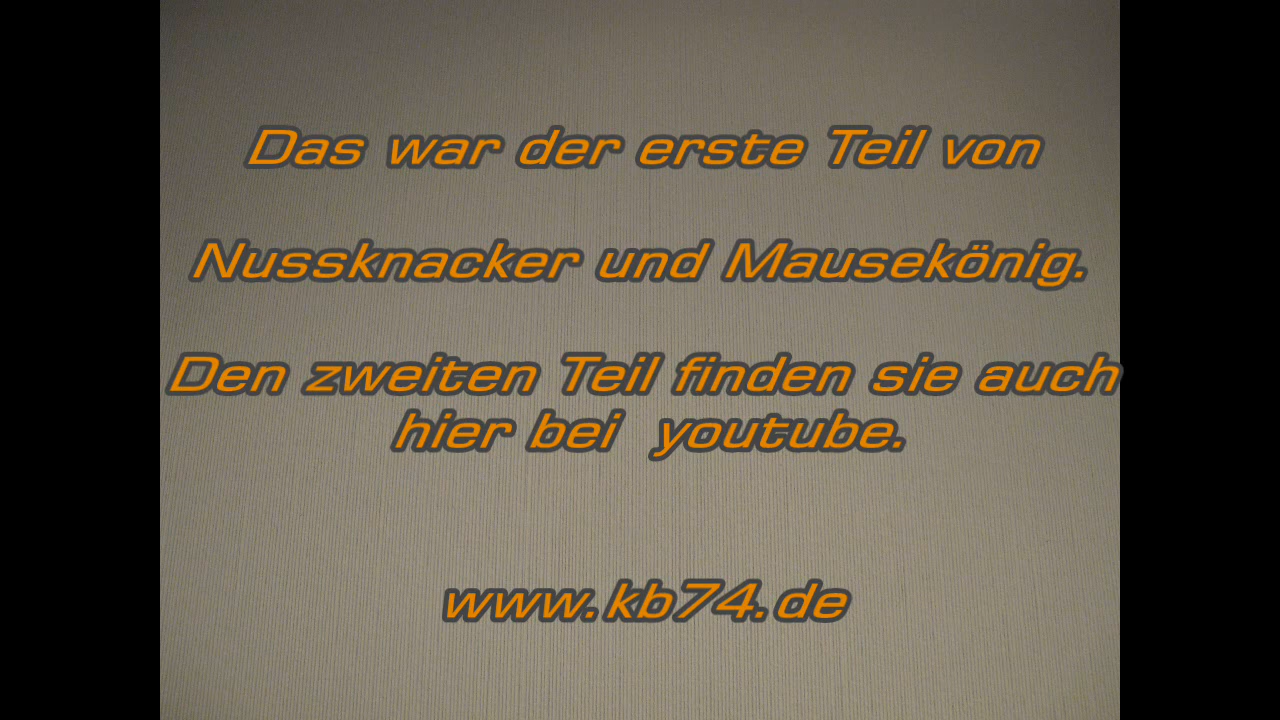 Das war der erste Teil von
Nussknacker und Mausekönig.
Den zweiten Teil finden sie auch
hier bei youtube.
www.kb74.de